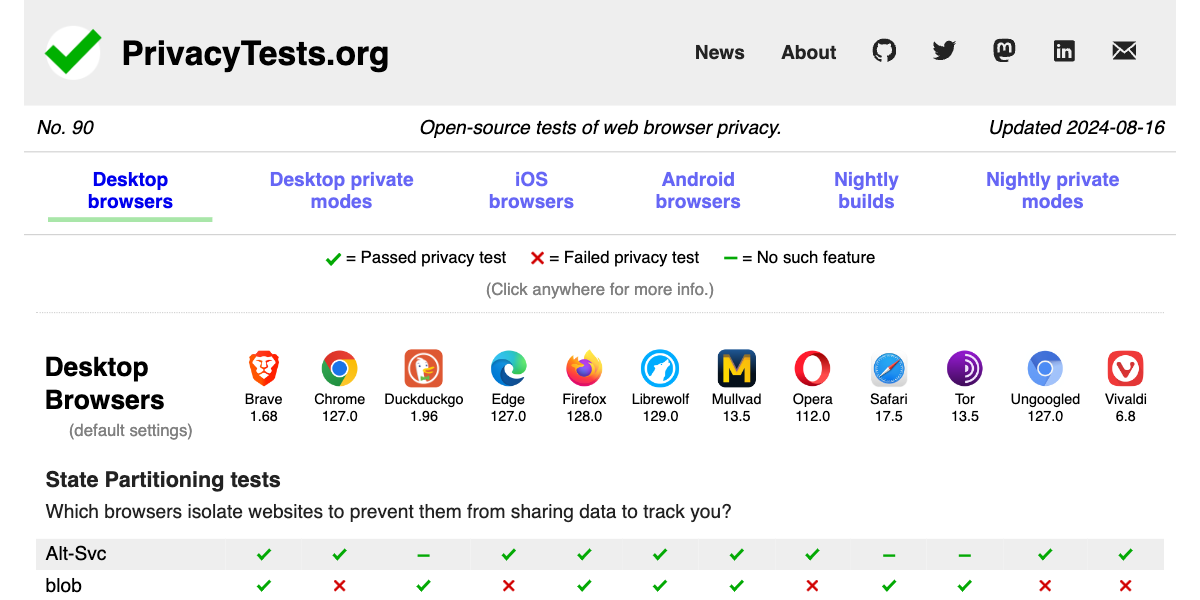 PrivacyTests.org
News About
No. 90 Open-source tests of web browser privacy. Updated 2024-08-16
Desktop browsers Desktop private modes iOS browsers Android browsers Nightly builds Nightly private modes
= Passed privacy test = Failed privacy test = No such feature
(Click anywhere for more info.)
Desktop Browsers
(default settings)
Brave 1.68
Chrome 127.0
Duckduckgo 1.96
Edge 127.0
Firefox 128.0
Librewolf 129.0
Mullvad 13.5
Opera 112.0
Safari 17.5
Tor 13.5
Ungoogled 127.0
Vivaldi 6.8
State Partitioning tests
Which browsers isolate websites to prevent them from sharing data to track you?
Alt-Svc
blob